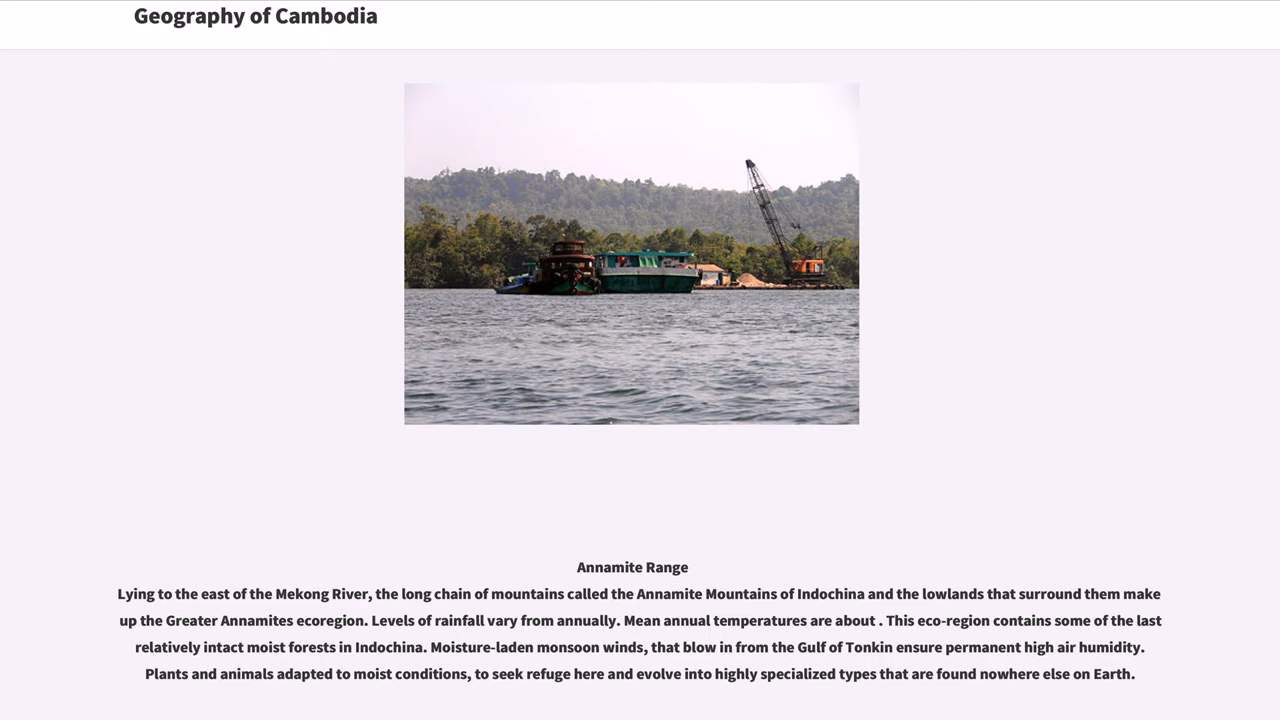 Geography of Cambodia
Annamite Range
Lying to the east of the Mekong River, the long chain of mountains called the Annamite Mountains of Indochina and the lowlands that surround them make
up the Greater Annamites ecoregion. Levels of rainfall vary from annually. Mean annual temperatures are about . This eco-region contains some of the last
relatively intact moist forests in Indochina. Moisture-laden monsoon winds, that blow in from the Gulf of Tonkin ensure permanent high air humidity.
Plants and animals adapted to moist conditions, to seek refuge here and evolve into highly specialized types that are found nowhere else on Earth.